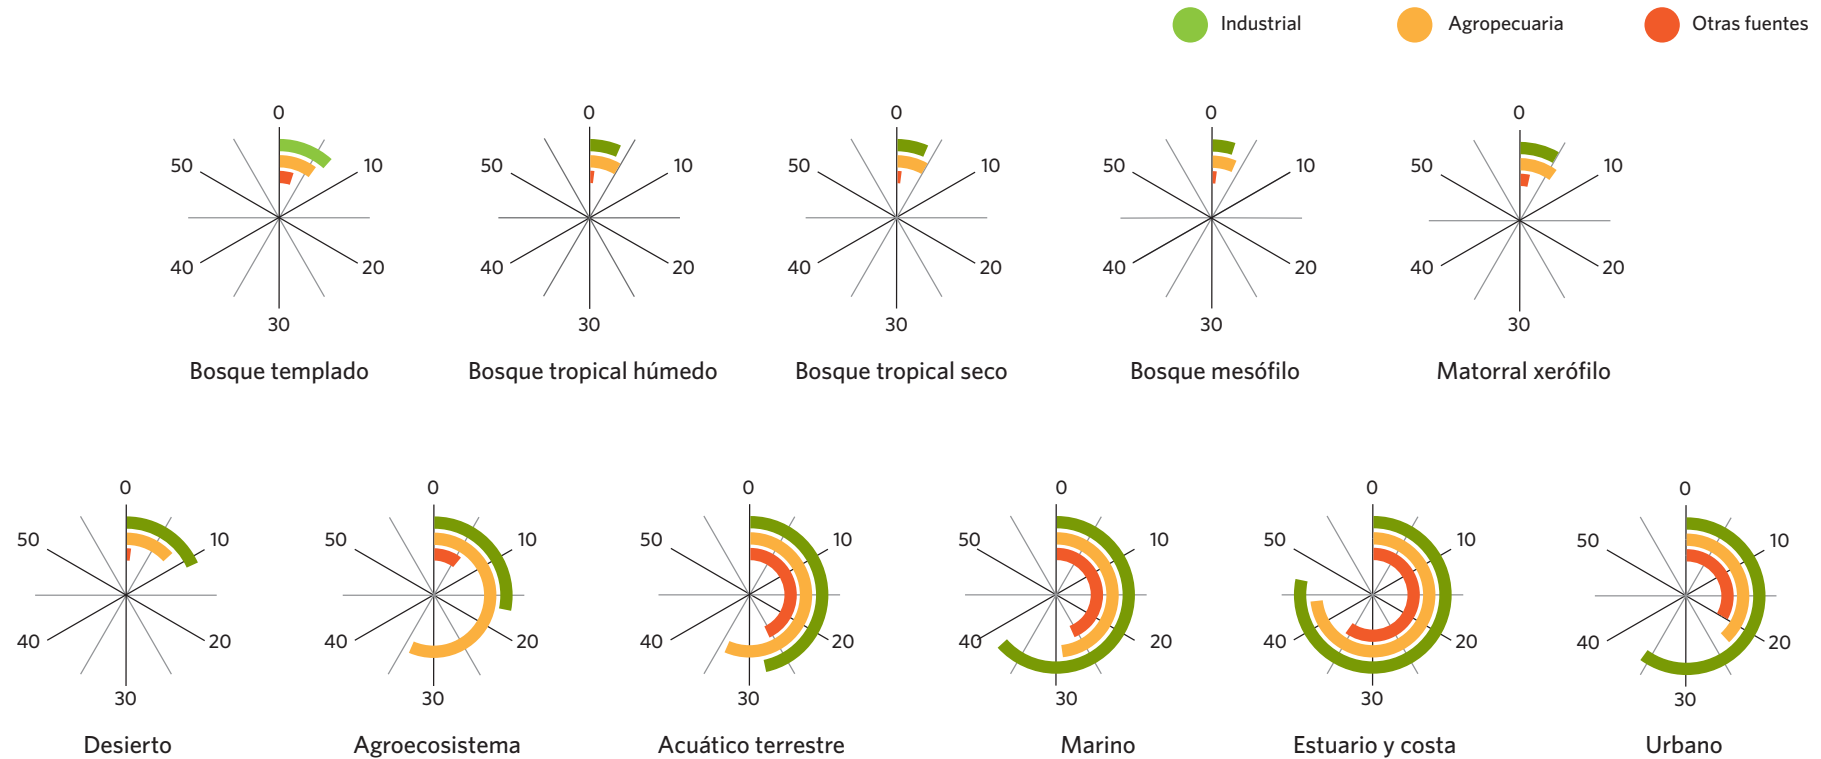 Industrial Agropecuaria Otras fuentes
0 0 0 0 0
50 10 50 10 50 10 50 10 50 10
40 20 40 20 40 20 40 20 40 20
30 30 30 30 30
Bosque templado Bosque tropical húmedo Bosque tropical seco Bosque mesófilo Matorral xerófilo
0 0 0 0 0 0
50 10 50 10 50 10 50 10 50 10 50 10
40 20 40 20 40 20 40 20 40 20 40 20
30 30 30 30 30 30
Desierto Agroecosistema Acuático terrestre Marino Estuario y costa Urbano